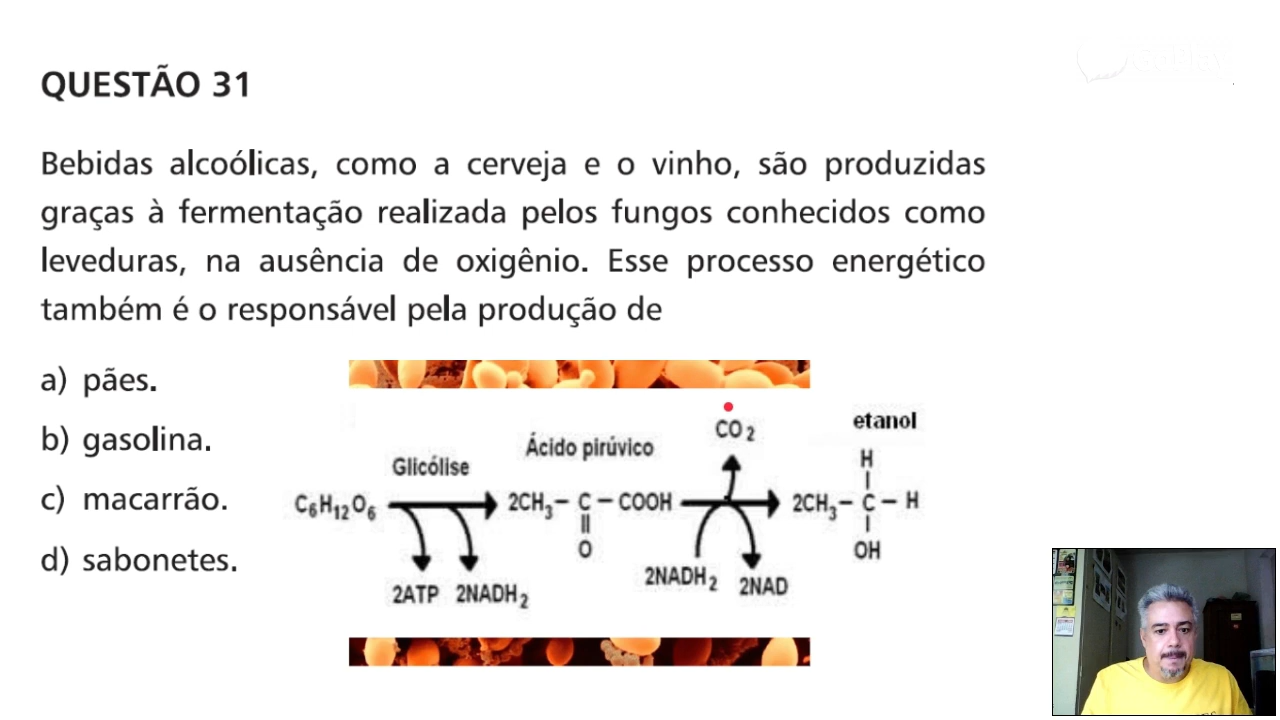 QUESTÃO 31
Bebidas alcoólicas, como a cerveja e o vinho, são produzidas
graças à fermentação realizada pelos fungos conhecidos como
leveduras, na ausência de oxigênio. Esse processo energético
também é o responsável pela produção de
a) pães.
b) gasolina.
c) macarrão.
d) sabonetes.
Glicólise
Ácido pirúvico
CO₂
etanol
H
C₆H₁₂O₆
2CH₃– C – COOH
2CH₃– C – H
O
OH
2ATP 2NADH₂
2NADH₂ 2NAD